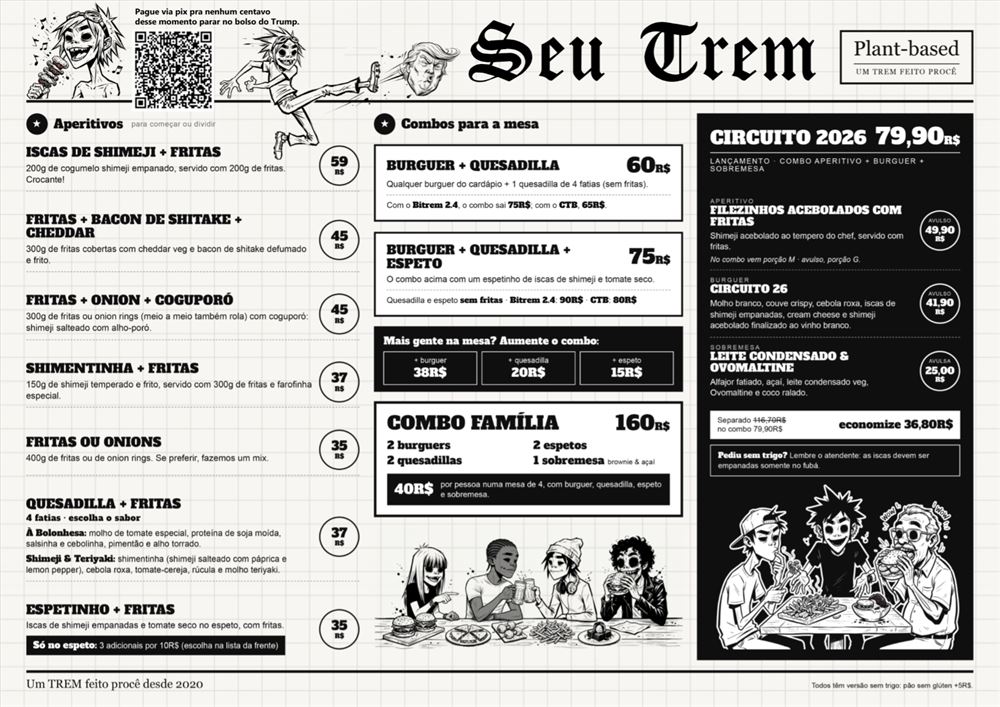 Pague via pix pra nenhum centavo
desse momento parar no bolso do Trump.
Seu Trem
Plant-based
UM TREM FEITO PROCÊ
Aperitivos para começar ou dividir
ISCAS DE SHIMEJI + FRITAS
200g de cogumelo shimeji empanado, servido com 200g de fritas.
Crocante!
59
R$
FRITAS + BACON DE SHITAKE +
CHEDDAR
300g de fritas cobertas com cheddar veg e bacon de shitake defumado
e frito.
45
R$
FRITAS + ONION + COGUPORÓ
300g de fritas ou onion rings (meio a meio também rola) com coguporó:
shimeji salteado com alho-poró.
45
R$
SHIMENTINHA + FRITAS
150g de shimeji temperado e frito, servido com 300g de fritas e farofinha
especial.
37
R$
FRITAS OU ONIONS
400g de fritas ou de onion rings. Se preferir, fazemos um mix.
35
R$
QUESADILLA + FRITAS
4 fatias · escolha o sabor
À Bolonhesa: molho de tomate especial, proteína de soja moída,
salsinha e cebolinha, pimentão e alho torrado.
Shimeji & Teriyaki: shimentinha (shimeji salteado com páprica e
lemon pepper), cebola roxa, tomate-cereja, rúcula e molho teriyaki.
37
R$
ESPETINHO + FRITAS
Iscas de shimeji empanadas e tomate seco no espeto, com fritas.
Só no espeto: 3 adicionais por 10R$ (escolha na lista da frente)
35
R$
Combos para a mesa
BURGUER + QUESADILLA 60R$
Qualquer burguer do cardápio + 1 quesadilla de 4 fatias (sem fritas).
Com o Bitrem 2.4, o combo sai 75R$; com o CTB, 65R$.
BURGUER + QUESADILLA +
ESPETO
75R$
O combo acima com um espetinho de iscas de shimeji e tomate seco.
Quesadilla e espeto sem fritas · Bitrem 2.4: 90R$ · CTB: 80R$
Mais gente na mesa? Aumente o combo:
+ burguer
38R$
+ quesadilla
20R$
+ espeto
15R$
COMBO FAMÍLIA 160R$
2 burguers 2 espetos
2 quesadillas 1 sobremesa brownie & açaí
40R$ por pessoa numa mesa de 4, com burguer, quesadilla, espeto
e sobremesa.
CIRCUITO 2026 79,90R$
LANÇAMENTO · COMBO APERITIVO + BURGUER +
SOBREMESA
APERITIVO
FILEZINHOS ACEBOLADOS COM
FRITAS
Shimeji acebolado ao tempero do chef, servido com
fritas.
No combo vem porção M · avulso, porção G.
AVULSO
49,90
R$
BURGUER
CIRCUITO 26
Molho branco, couve crispy, cebola roxa, iscas de
shimeji empanadas, cream cheese e shimeji
acebolado finalizado ao vinho branco.
AVULSO
41,90
R$
SOBREMESA
LEITE CONDENSADO &
OVOMALTINE
Alfajor fatiado, açaí, leite condensado veg,
Ovomaltine e coco ralado.
AVULSA
25,00
R$
Separado 116,70R$
no combo 79,90R$
economize 36,80R$
Pediu sem trigo? Lembre o atendente: as iscas devem ser
empanadas somente no fubá.
Um TREM feito procê desde 2020
Todos têm versão sem trigo: pão sem glúten +5R$.